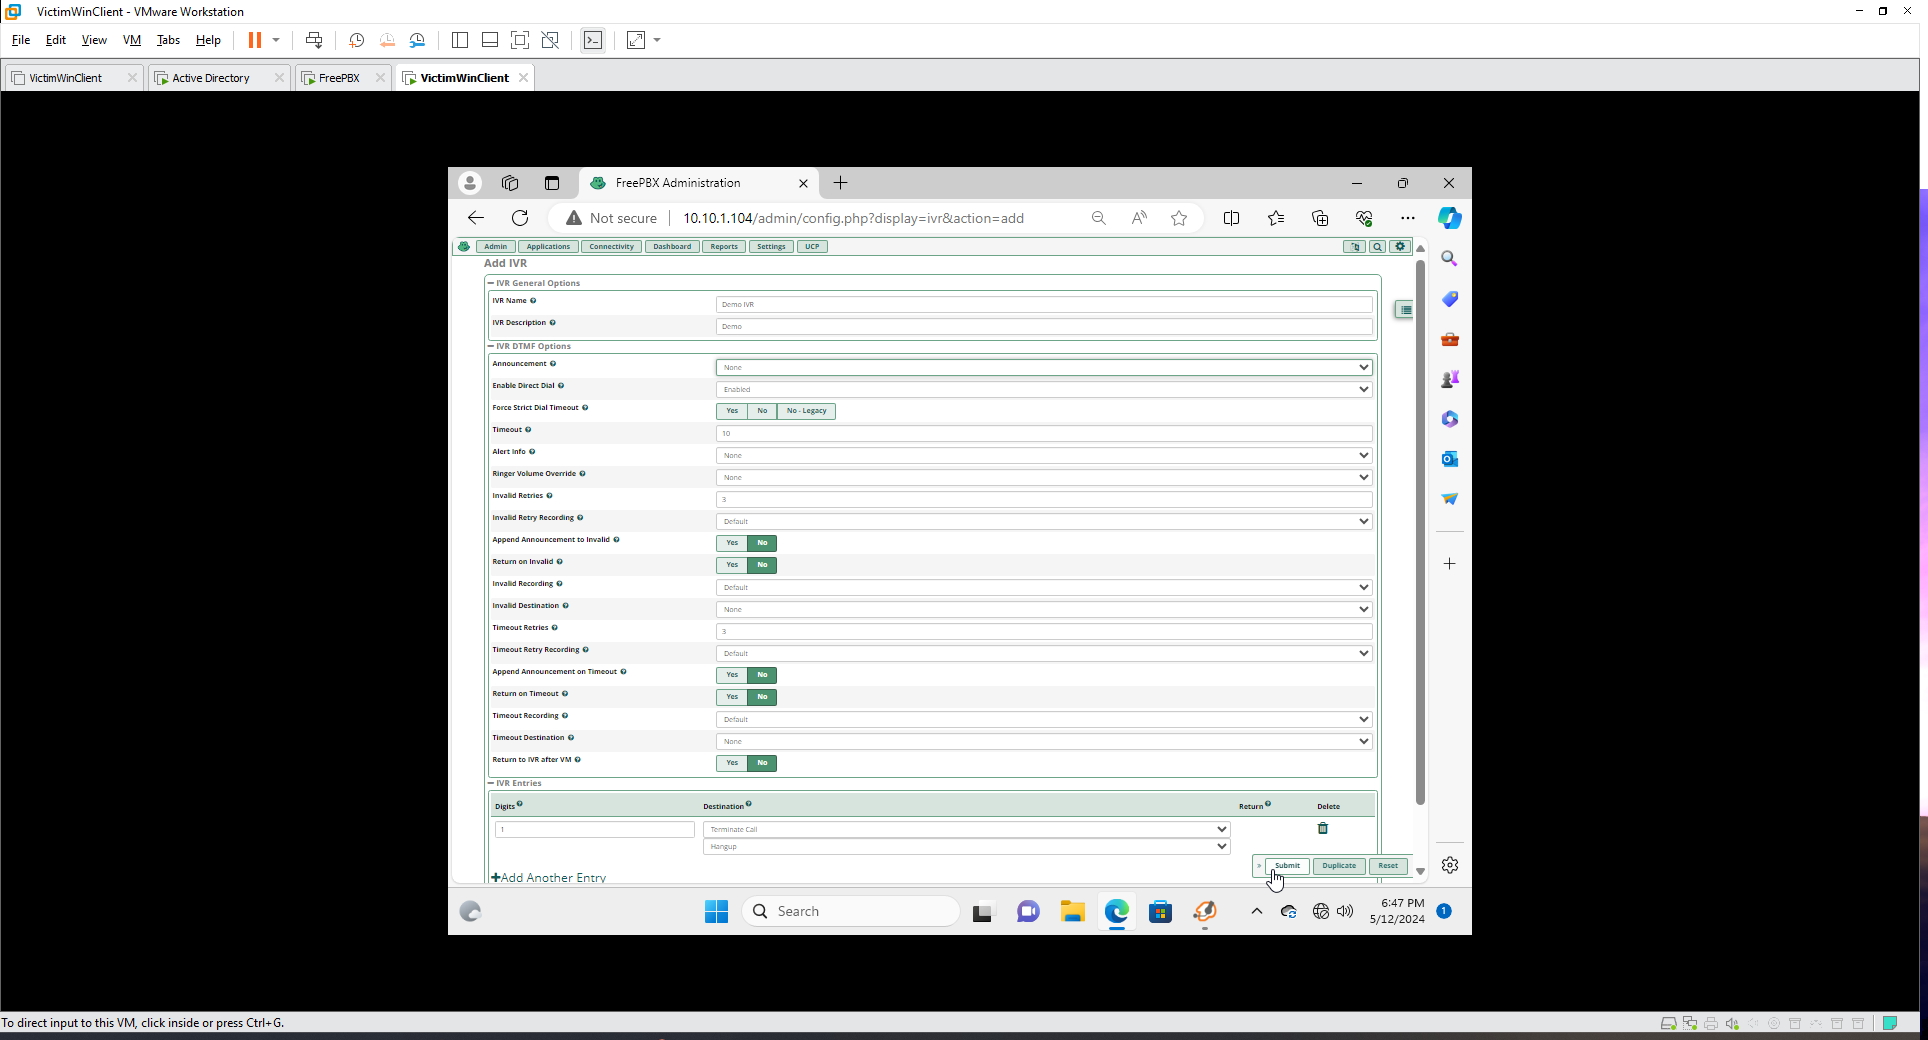 VictimWinClient - VMware Workstation
File Edit View VM Tabs Help
VictimWinClient Active Directory FreePBX VictimWinClient
FreePBX Administration
Not secure 10.10.1.104/admin/config.php?display=ivr&action=add
Admin Applications Connectivity Dashboard Reports Settings UCP
Add IVR
IVR General Options
IVR Name Demo IVR
IVR Description Demo
IVR DTMF Options
Announcement None
Enable Direct Dial Enabled
Force Strict Dial Timeout Yes No No - Legacy
Timeout 10
Alert Info None
Ringer Volume Override None
Invalid Retries 3
Invalid Retry Recording Default
Append Announcement to Invalid Yes No
Return on Invalid Yes No
Invalid Recording Default
Invalid Destination None
Timeout Retries 3
Timeout Retry Recording Default
Append Announcement on Timeout Yes No
Return on Timeout Yes No
Timeout Recording Default
Timeout Destination None
Return to IVR after VM Yes No
IVR Entries
Digits Destination Return Delete
1 Terminate Call
Hangup
» Submit Duplicate Reset
+Add Another Entry
Search
6:47 PM
5/12/2024
1
To direct input to this VM, click inside or press Ctrl+G.